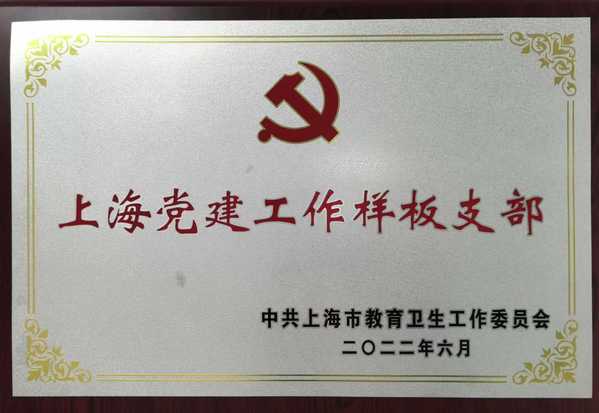 上海党建工作样板支部
中共上海市教育卫生工作委员会
二〇二二年六月